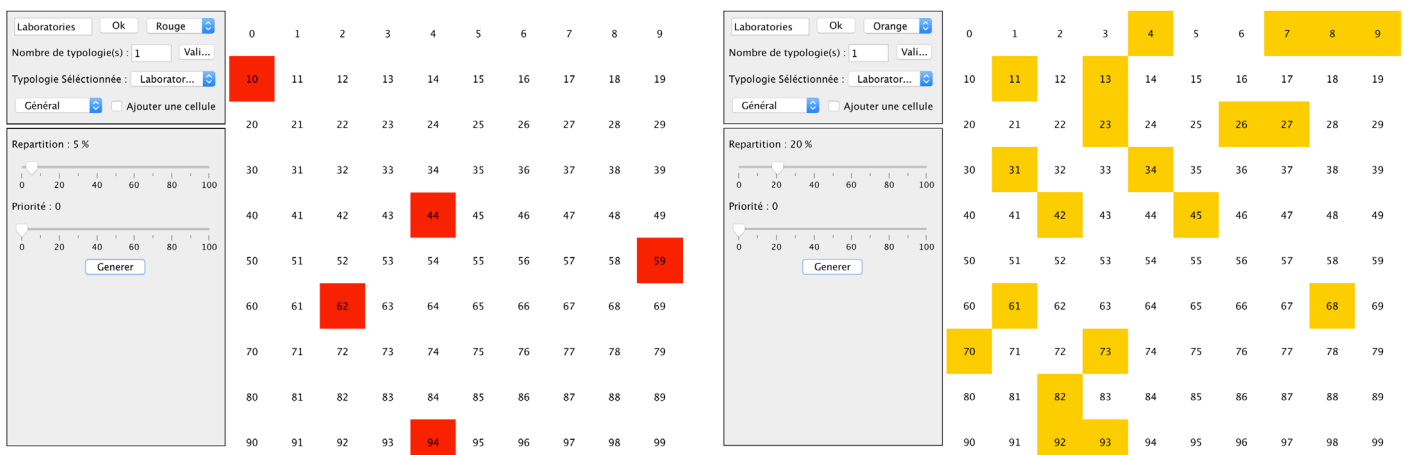 Laboratories Ok Rouge
Nombre de typologie(s) : 1 Vali...
Typologie Séléctionnée : Laborator...
Général Ajouter une cellule
Repartition : 5 %
0 20 40 60 80 100
Priorité : 0
0 20 40 60 80 100
Generer
0 1 2 3 4 5 6 7 8 9
10 11 12 13 14 15 16 17 18 19
20 21 22 23 24 25 26 27 28 29
30 31 32 33 34 35 36 37 38 39
40 41 42 43 44 45 46 47 48 49
50 51 52 53 54 55 56 57 58 59
60 61 62 63 64 65 66 67 68 69
70 71 72 73 74 75 76 77 78 79
80 81 82 83 84 85 86 87 88 89
90 91 92 93 94 95 96 97 98 99
Laboratories Ok Orange
Nombre de typologie(s) : 1 Vali...
Typologie Séléctionnée : Laborator...
Général Ajouter une cellule
Repartition : 20 %
0 20 40 60 80 100
Priorité : 0
0 20 40 60 80 100
Generer
0 1 2 3 4 5 6 7 8 9
10 11 12 13 14 15 16 17 18 19
20 21 22 23 24 25 26 27 28 29
30 31 32 33 34 35 36 37 38 39
40 41 42 43 44 45 46 47 48 49
50 51 52 53 54 55 56 57 58 59
60 61 62 63 64 65 66 67 68 69
70 71 72 73 74 75 76 77 78 79
80 81 82 83 84 85 86 87 88 89
90 91 92 93 94 95 96 97 98 99